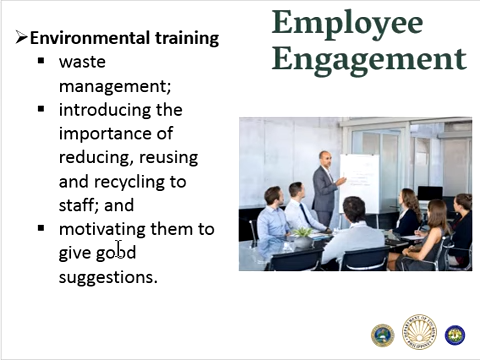 Employee
Engagement
➢Environmental training
▪ waste
management;
▪ introducing the
importance of
reducing, reusing
and recycling to
staff; and
▪ motivating them to
give good
suggestions.